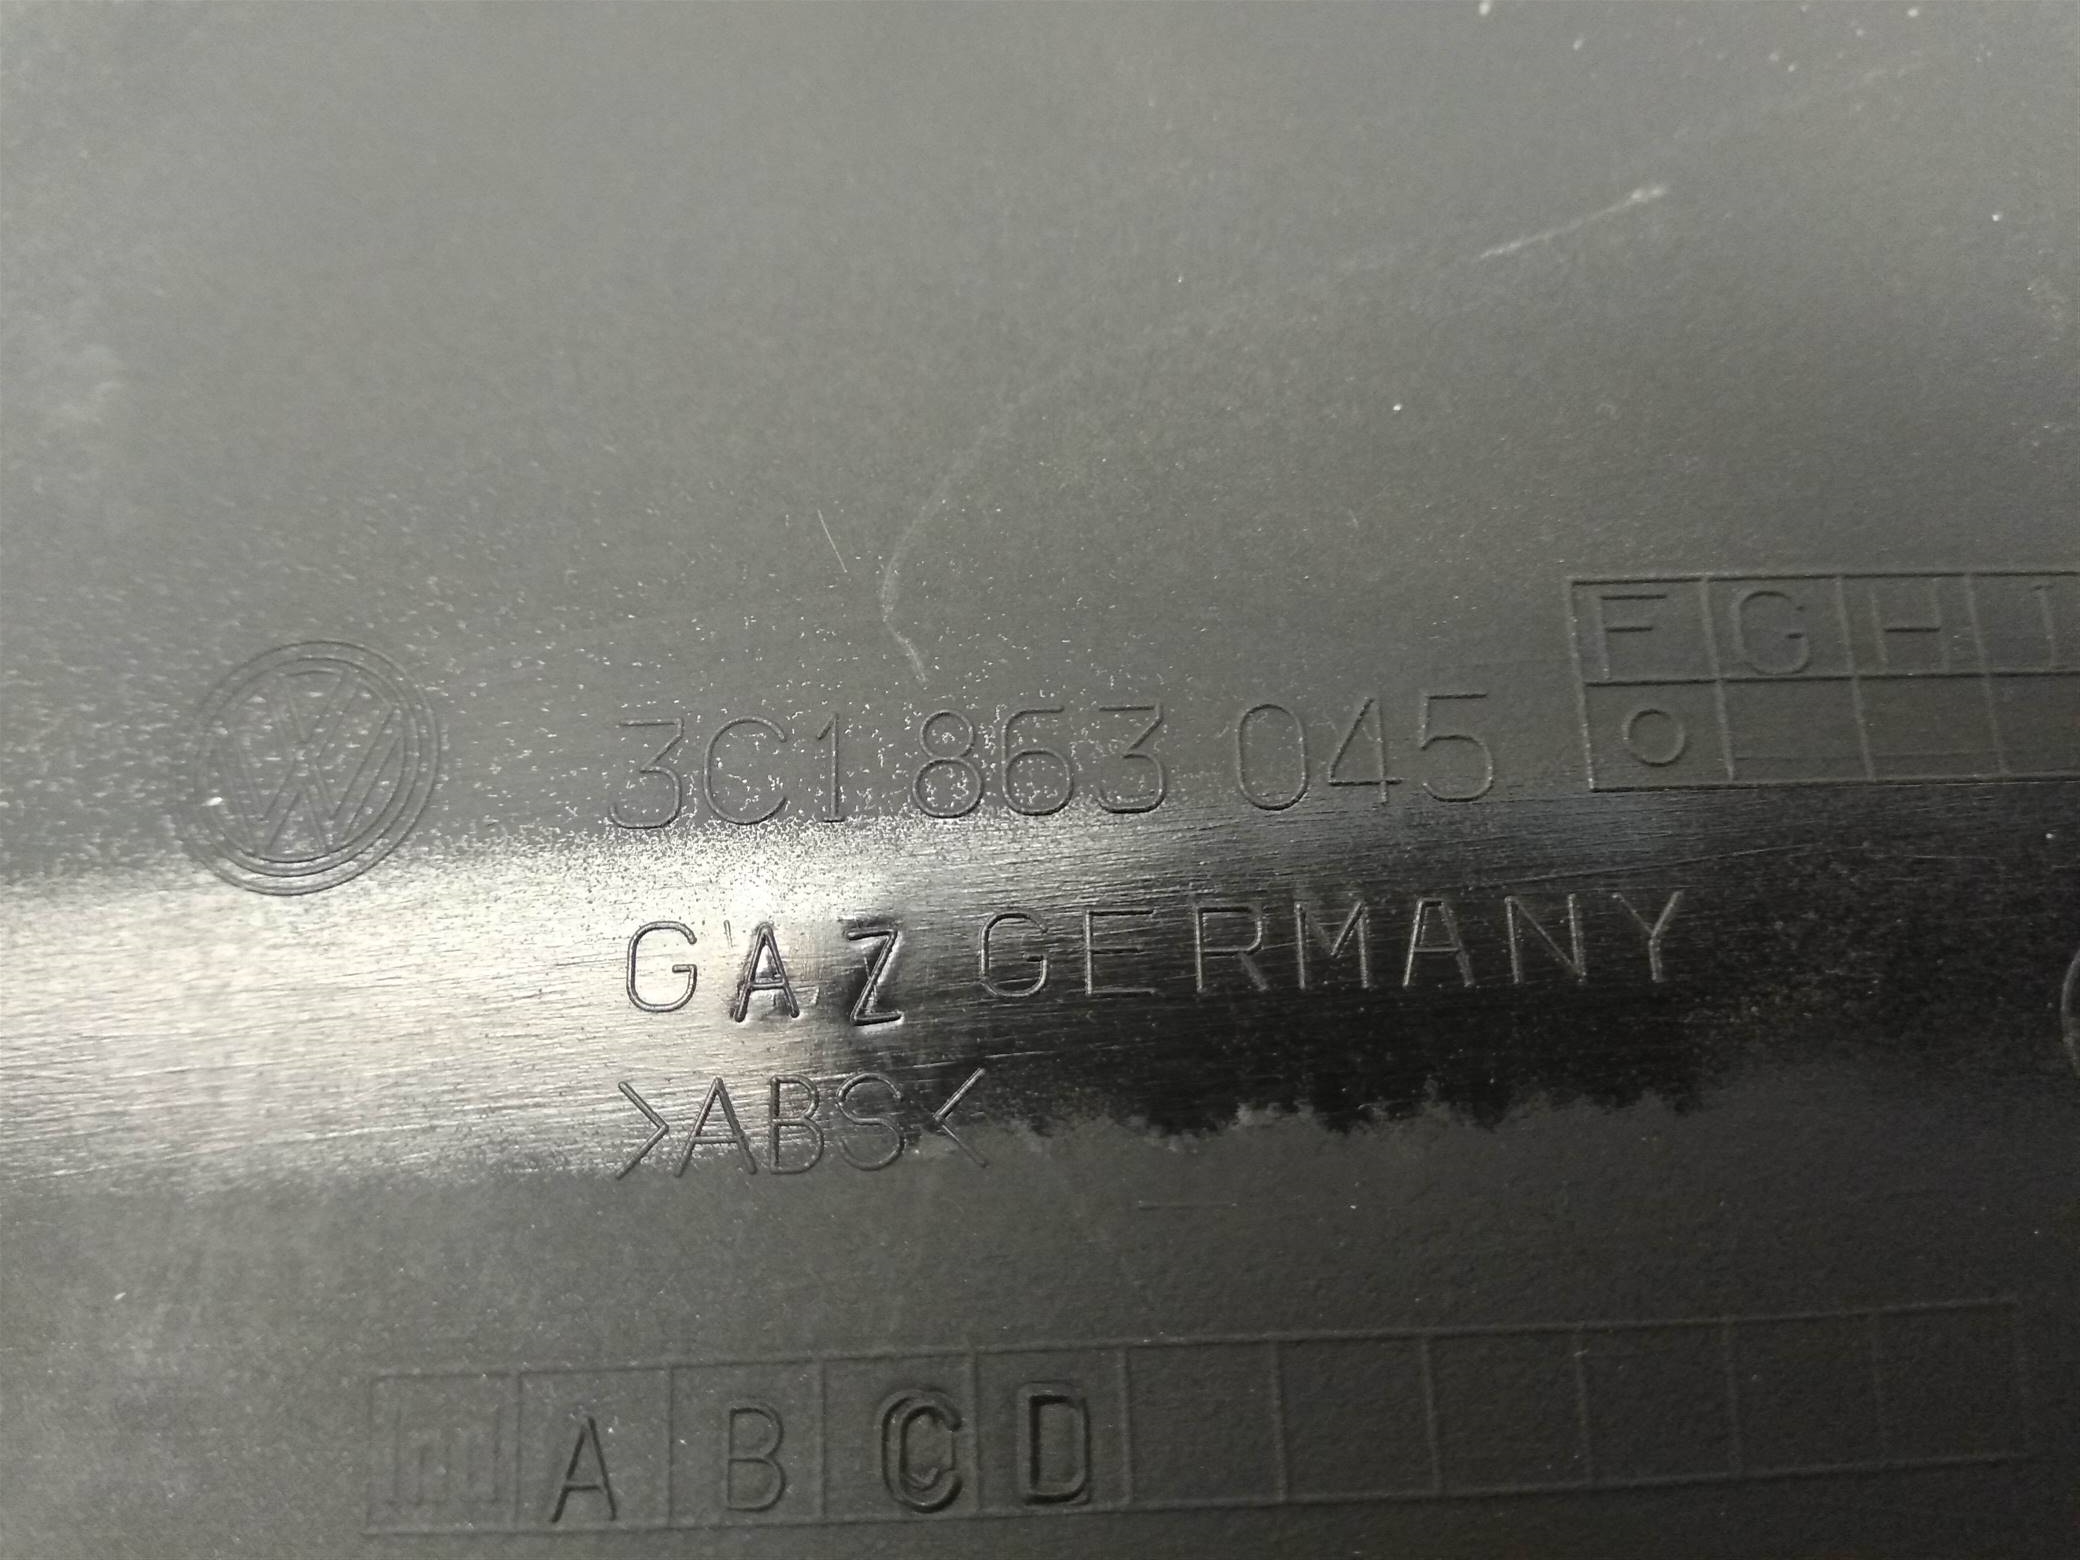 F G H
O
3C1 863 045
GAZ GERMANY
>ABS<
A B C D